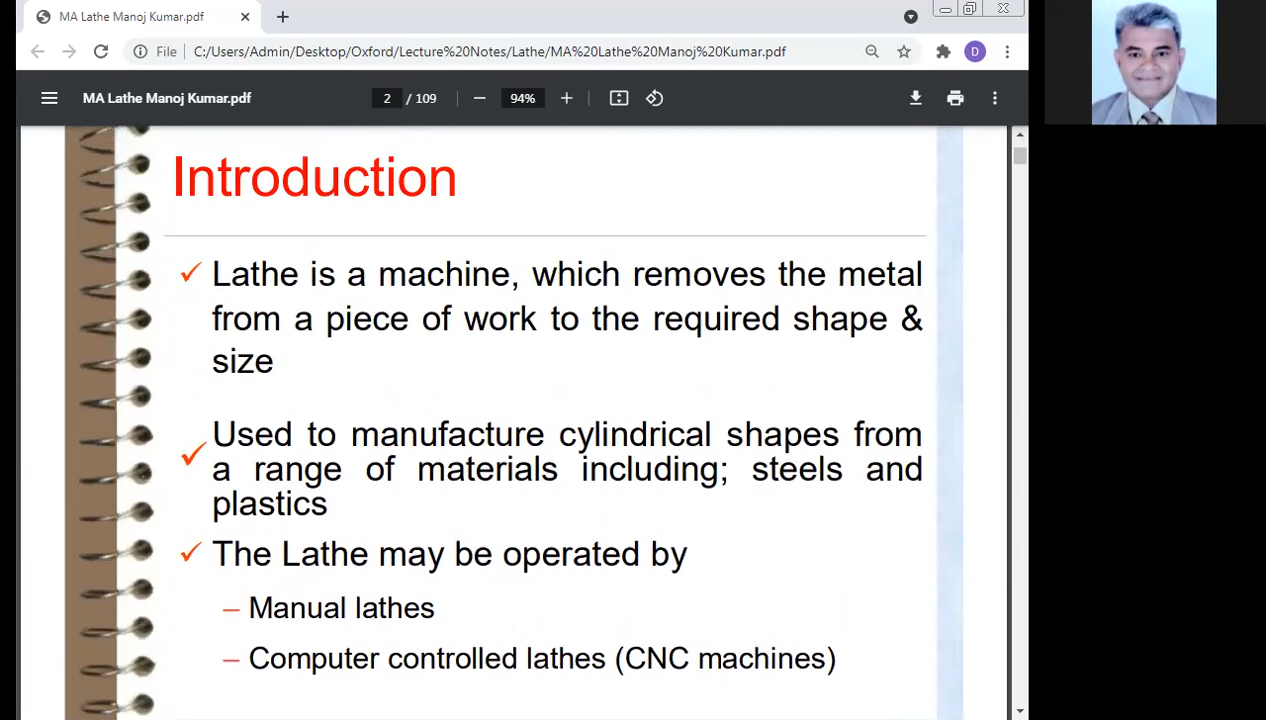 MA Lathe Manoj Kumar.pdf
File C:/Users/Admin/Desktop/Oxford/Lecture%20Notes/Lathe/MA%20Lathe%20Manoj%20Kumar.pdf D
MA Lathe Manoj Kumar.pdf 2 / 109 94%
Introduction
Lathe is a machine, which removes the metal
from a piece of work to the required shape &
size
Used to manufacture cylindrical shapes from
a range of materials including; steels and
plastics
The Lathe may be operated by
– Manual lathes
– Computer controlled lathes (CNC machines)